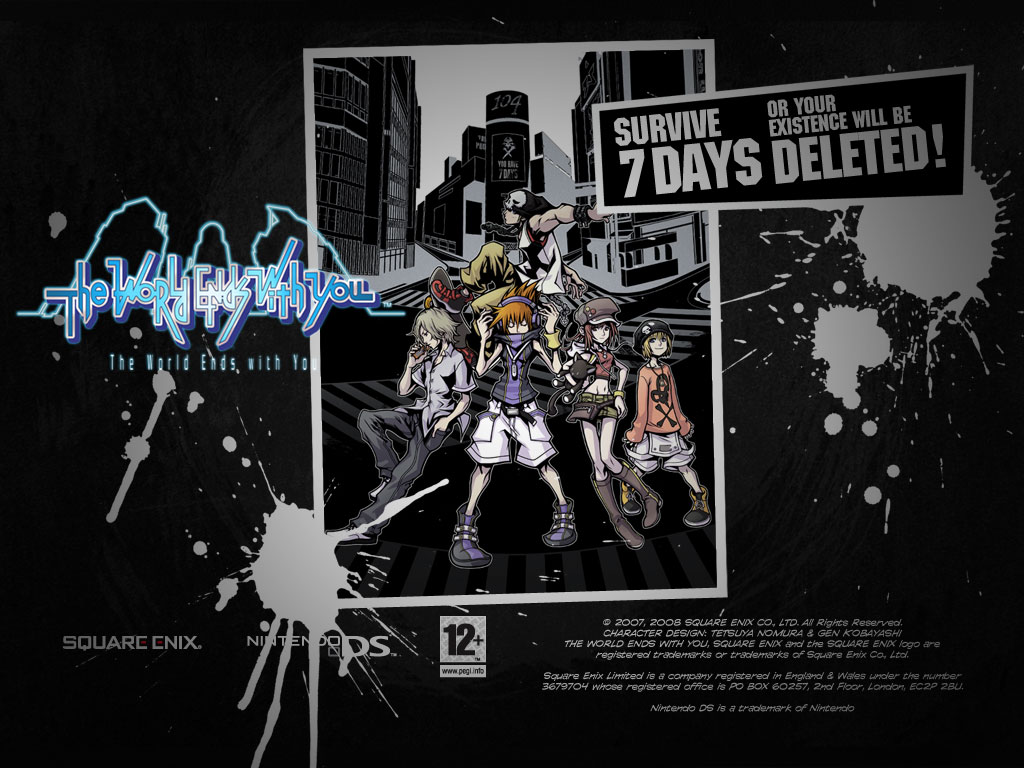 SURVIVE
7 DAYS
OR YOUR
EXISTENCE WILL BE
DELETED!
104
YOU HAVE
7 DAYS
The World Ends With You™
The World Ends with You
SQUARE ENIX®
NINTENDO DS™
12+
www.pegi.info
© 2007, 2008 SQUARE ENIX CO., LTD. All Rights Reserved.
CHARACTER DESIGN: TETSUYA NOMURA & GEN KOBAYASHI
THE WORLD ENDS WITH YOU, SQUARE ENIX and the SQUARE ENIX logo are
registered trademarks or trademarks of Square Enix Co., Ltd.
Square Enix Limited is a company registered in England & Wales under the number
3679704 whose registered office is PO BOX 60257, 2nd Floor, London, EC2P 2BU.
Nintendo DS is a trademark of Nintendo